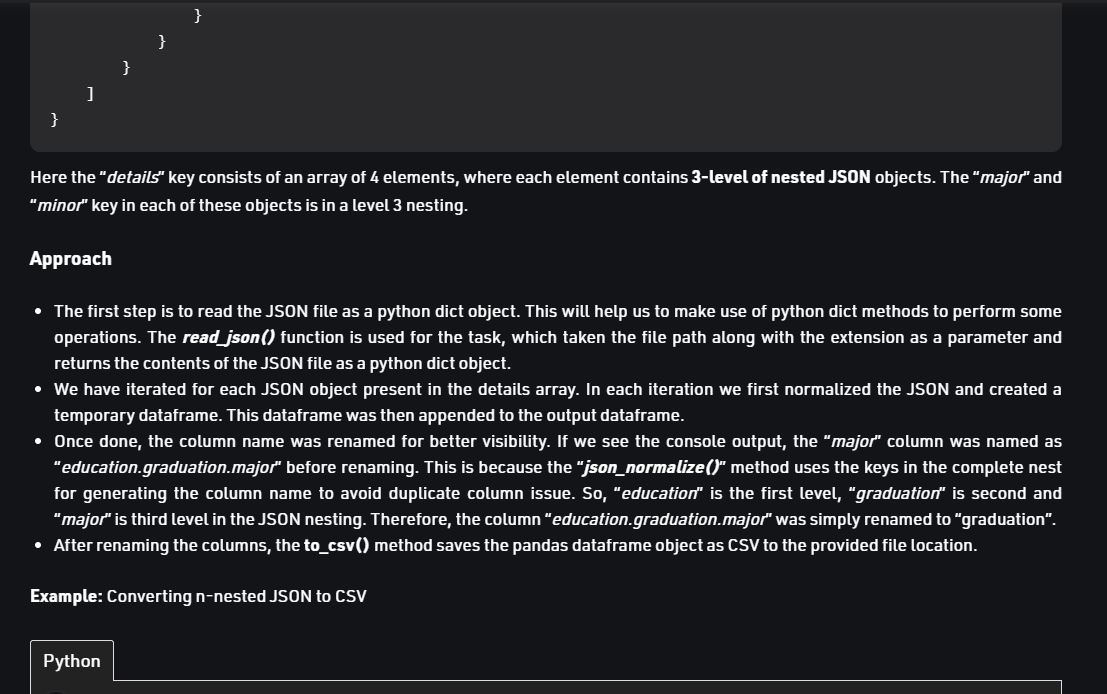 }
}
}
]
}
Here the “details” key consists of an array of 4 elements, where each element contains 3-level of nested JSON objects. The “major” and
“minor” key in each of these objects is in a level 3 nesting.
Approach
• The first step is to read the JSON file as a python dict object. This will help us to make use of python dict methods to perform some
operations. The read_json() function is used for the task, which taken the file path along with the extension as a parameter and
returns the contents of the JSON file as a python dict object.
• We have iterated for each JSON object present in the details array. In each iteration we first normalized the JSON and created a
temporary dataframe. This dataframe was then appended to the output dataframe.
• Once done, the column name was renamed for better visibility. If we see the console output, the “major” column was named as
“education.graduation.major” before renaming. This is because the “json_normalize()” method uses the keys in the complete nest
for generating the column name to avoid duplicate column issue. So, “education” is the first level, “graduation” is second and
“major” is third level in the JSON nesting. Therefore, the column “education.graduation.major” was simply renamed to “graduation”.
• After renaming the columns, the to_csv() method saves the pandas dataframe object as CSV to the provided file location.
Example: Converting n-nested JSON to CSV
Python